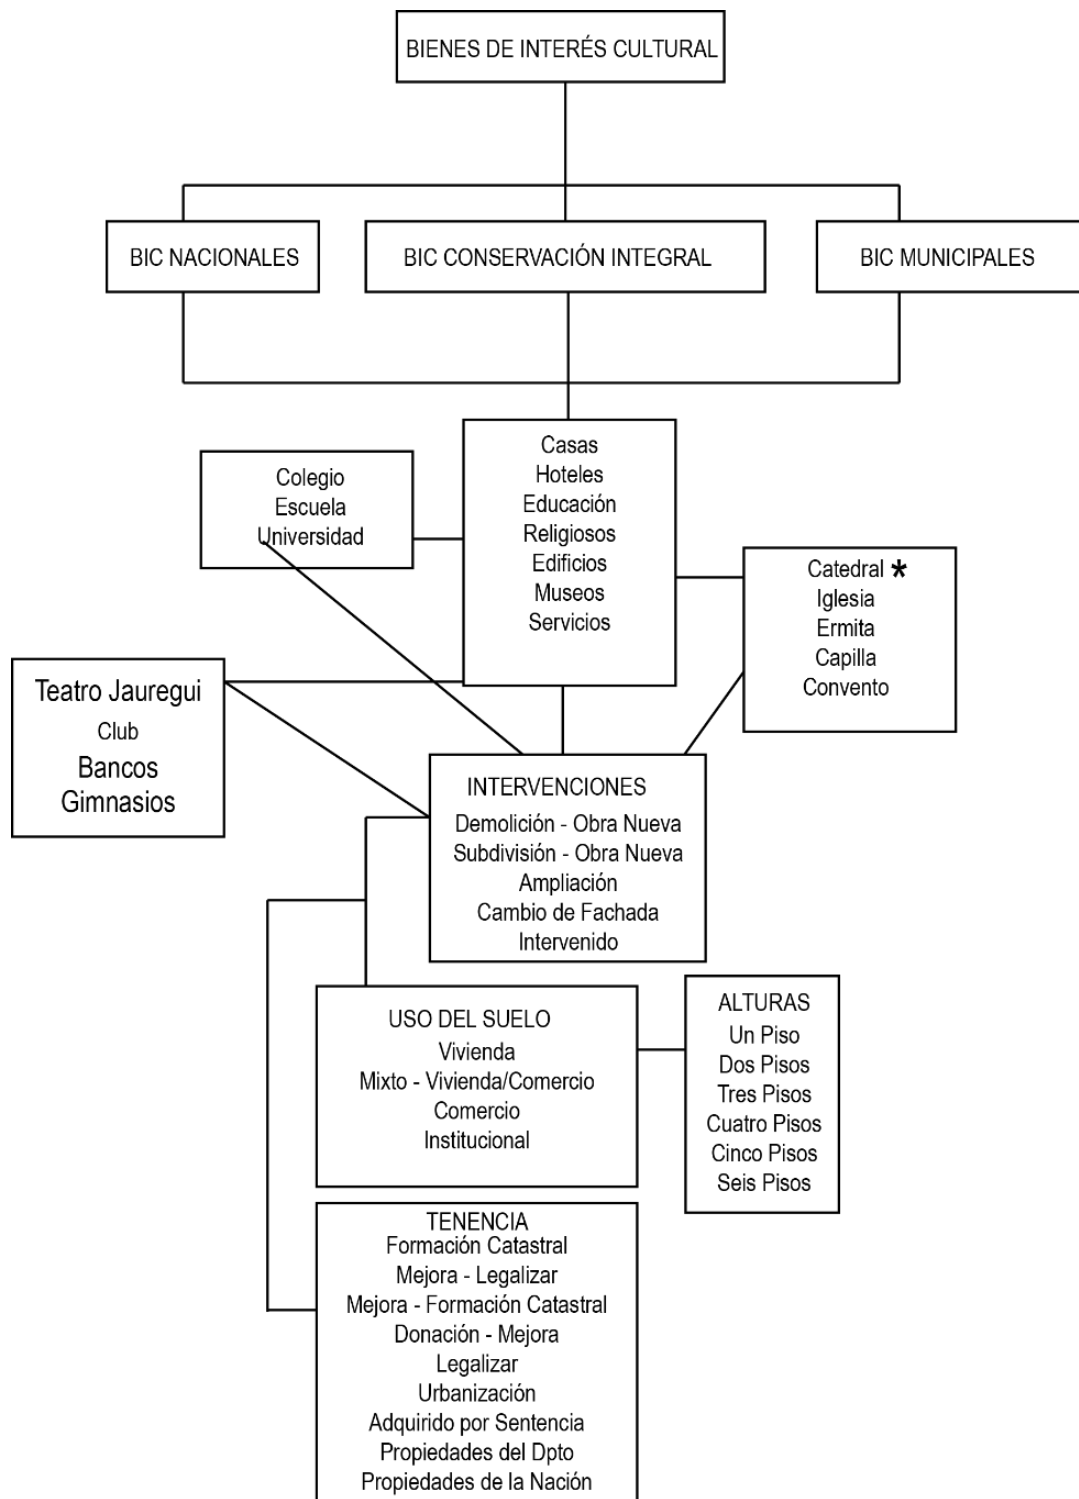 BIENES DE INTERÉS CULTURAL
BIC NACIONALES
BIC CONSERVACIÓN INTEGRAL
BIC MUNICIPALES
Casas
Hoteles
Educación
Religiosos
Edificios
Museos
Servicios
Colegio
Escuela
Universidad
Catedral *
Iglesia
Ermita
Capilla
Convento
Teatro Jauregui
Club
Bancos
Gimnasios
INTERVENCIONES
Demolición - Obra Nueva
Subdivisión - Obra Nueva
Ampliación
Cambio de Fachada
Intervenido
USO DEL SUELO
Vivienda
Mixto - Vivienda/Comercio
Comercio
Institucional
ALTURAS
Un Piso
Dos Pisos
Tres Pisos
Cuatro Pisos
Cinco Pisos
Seis Pisos
TENENCIA
Formación Catastral
Mejora - Legalizar
Mejora - Formación Catastral
Donación - Mejora
Legalizar
Urbanización
Adquirido por Sentencia
Propiedades del Dpto
Propiedades de la Nación